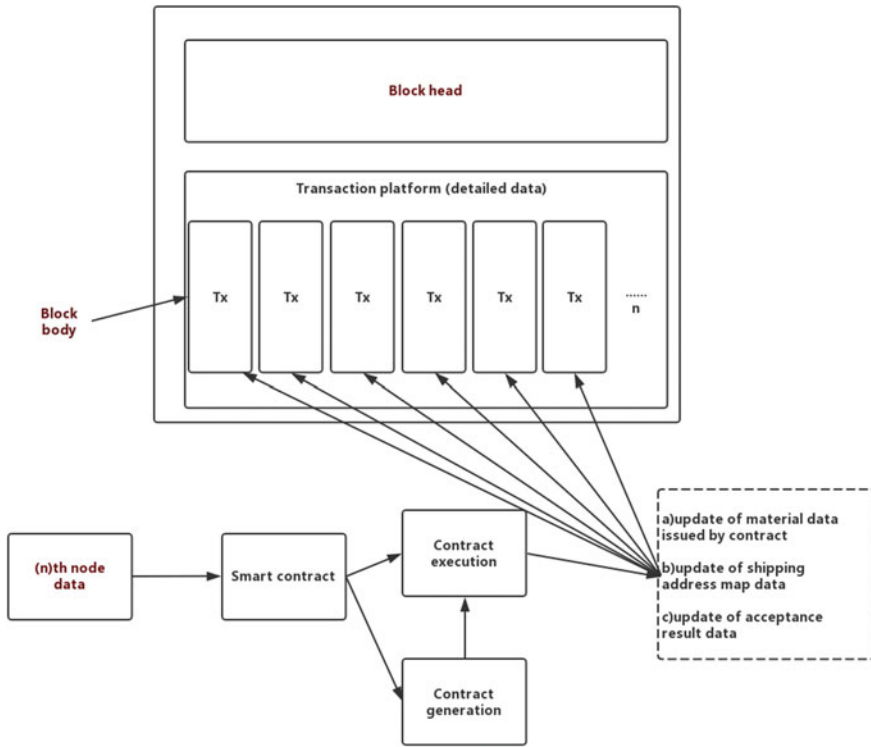 Block head
Transaction platform (detailed data)
Tx
Tx
Tx
Tx
Tx
Tx
......
n
Block
body
a)update of material data
issued by contract
b)update of shipping
address map data
c)update of acceptance
result data
(n)th node
data
Smart contract
Contract
execution
Contract
generation